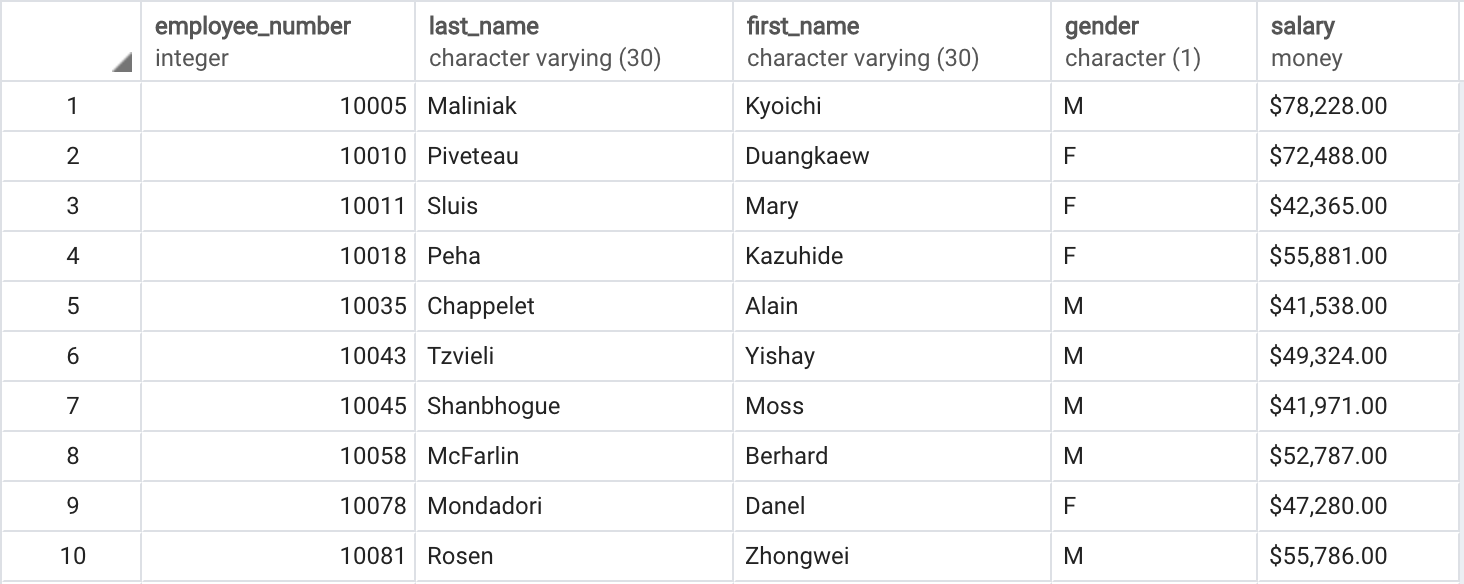 employee_number last_name first_name gender salary
integer character varying (30) character varying (30) character (1) money
1 10005 Maliniak Kyoichi M $78,228.00
2 10010 Piveteau Duangkaew F $72,488.00
3 10011 Sluis Mary F $42,365.00
4 10018 Peha Kazuhide F $55,881.00
5 10035 Chappelet Alain M $41,538.00
6 10043 Tzvieli Yishay M $49,324.00
7 10045 Shanbhogue Moss M $41,971.00
8 10058 McFarlin Berhard M $52,787.00
9 10078 Mondadori Danel F $47,280.00
10 10081 Rosen Zhongwei M $55,786.00